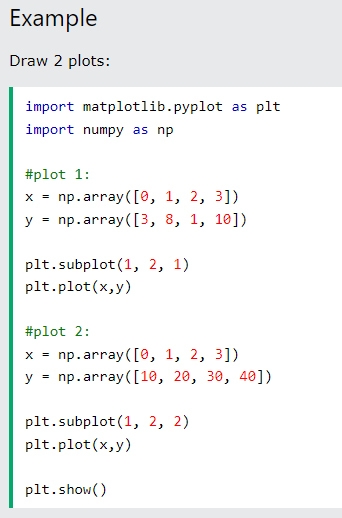 Example
Draw 2 plots:
import matplotlib.pyplot as plt
import numpy as np
#plot 1:
x = np.array([0, 1, 2, 3])
y = np.array([3, 8, 1, 10])
plt.subplot(1, 2, 1)
plt.plot(x,y)
#plot 2:
x = np.array([0, 1, 2, 3])
y = np.array([10, 20, 30, 40])
plt.subplot(1, 2, 2)
plt.plot(x,y)
plt.show()